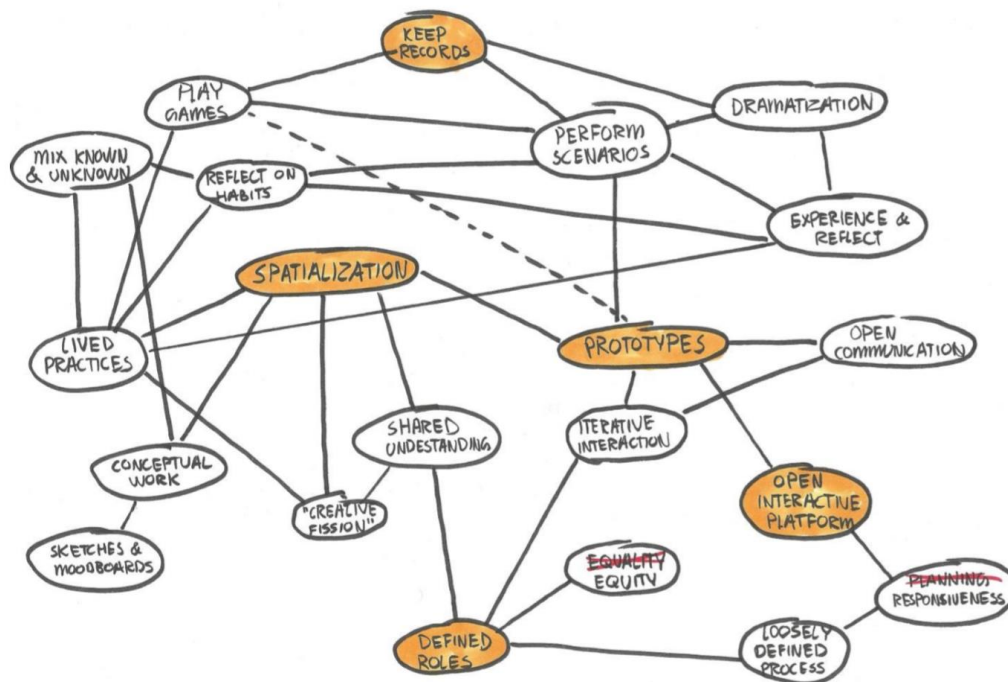 KEEP
RECORDS
PLAY
GAMES
DRAMATIZATION
PERFORM
SCENARIOS
MIX KNOWN
& UNKNOWN
REFLECT ON
HABITS
EXPERIENCE &
REFLECT
SPATIALIZATION
LIVED
PRACTICES
PROTOTYPES
OPEN
COMMUNICATION
SHARED
UNDESTANDING
ITERATIVE
INTERACTION
CONCEPTUAL
WORK
OPEN
INTERACTIVE
PLATFORM
"CREATIVE
FISSION"
SKETCHES &
MOODBOARDS
EQUALITY
EQUITY
PLANNING
RESPONSIVENESS
DEFINED
ROLES
LOOSELY
DEFINED
PROCESS